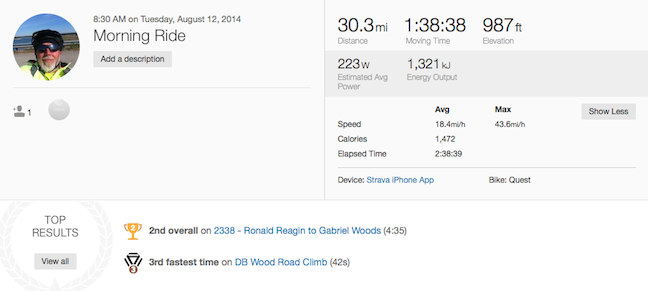 8:30 AM on Tuesday, August 12, 2014
Morning Ride
Add a description
1
30.3mi 1:38:38 987ft
Distance Moving Time Elevation
223W 1,321kJ
Estimated Avg Energy Output
Power
Avg Max
Show Less
Speed 18.4mi/h 43.6mi/h
Calories 1,472
Elapsed Time 2:38:39
Device: Strava iPhone App Bike: Quest
TOP
RESULTS
View all
2
2nd overall on 2338 - Ronald Reagin to Gabriel Woods (4:35)
3
3rd fastest time on DB Wood Road Climb (42s)